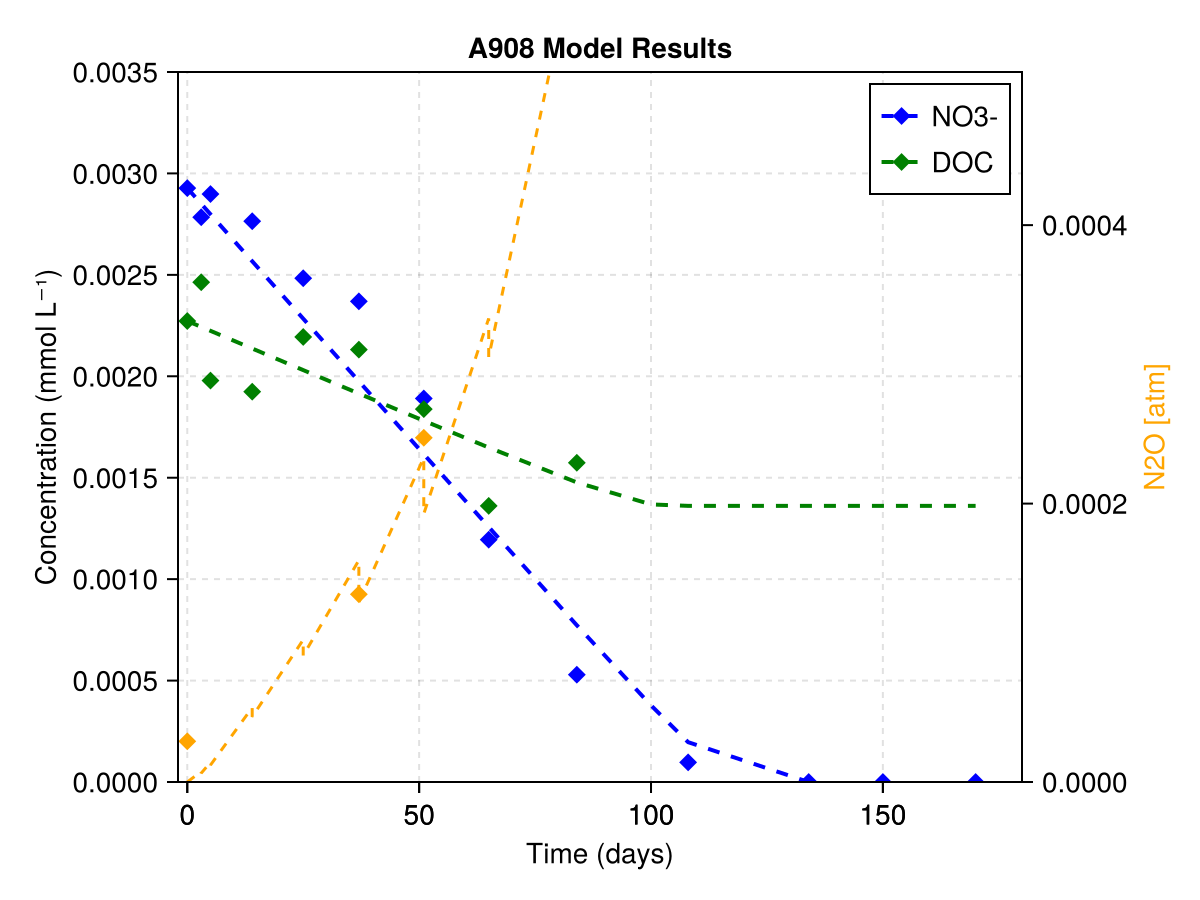 A908 Model Results
0.0035
0.0030
0.0025
0.0020
0.0015
0.0010
0.0005
0.0000
Concentration (mmol L⁻¹)
NO3-
DOC
0.0004
0.0002
0.0000
N2O [atm]
0
50
100
150
Time (days)